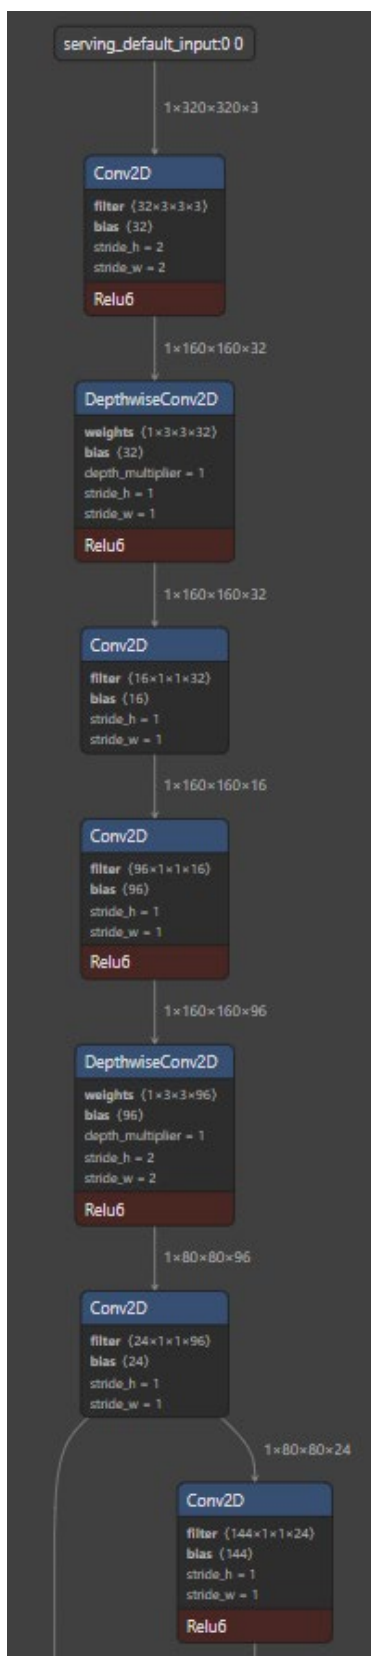 serving_default_input:0 0
1×320×320×3
Conv2D
filter ⟨32×3×3×3⟩
bias ⟨32⟩
stride_h = 2
stride_w = 2
Relu6
1×160×160×32
DepthwiseConv2D
weights ⟨1×3×3×32⟩
bias ⟨32⟩
depth_multiplier = 1
stride_h = 1
stride_w = 1
Relu6
1×160×160×32
Conv2D
filter ⟨16×1×1×32⟩
bias ⟨16⟩
stride_h = 1
stride_w = 1
1×160×160×16
Conv2D
filter ⟨96×1×1×16⟩
bias ⟨96⟩
stride_h = 1
stride_w = 1
Relu6
1×160×160×96
DepthwiseConv2D
weights ⟨1×3×3×96⟩
bias ⟨96⟩
depth_multiplier = 1
stride_h = 2
stride_w = 2
Relu6
1×80×80×96
Conv2D
filter ⟨24×1×1×96⟩
bias ⟨24⟩
stride_h = 1
stride_w = 1
1×80×80×24
Conv2D
filter ⟨144×1×1×24⟩
bias ⟨144⟩
stride_h = 1
stride_w = 1
Relu6